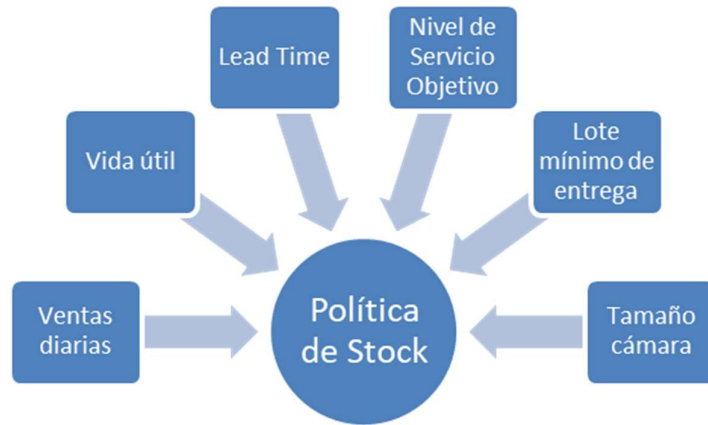 Lead Time
Nivel de
Servicio
Objetivo
Vida útil
Lote
mínimo de
entrega
Ventas
diarias
Política
de Stock
Tamaño
cámara